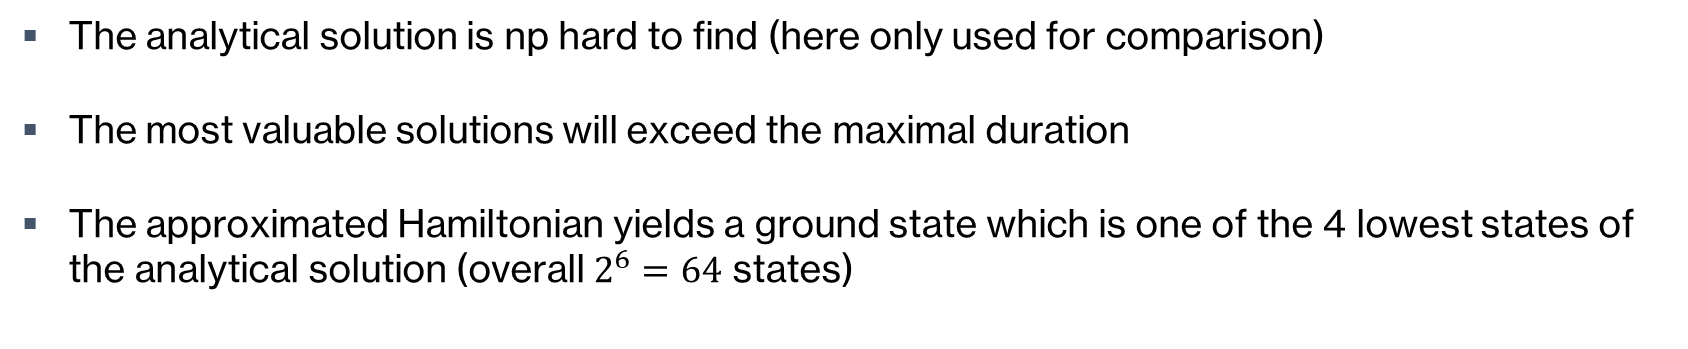 ▪ The analytical solution is np hard to find (here only used for comparison)
▪ The most valuable solutions will exceed the maximal duration
▪ The approximated Hamiltonian yields a ground state which is one of the 4 lowest states of
the analytical solution (overall 2⁶ = 64 states)